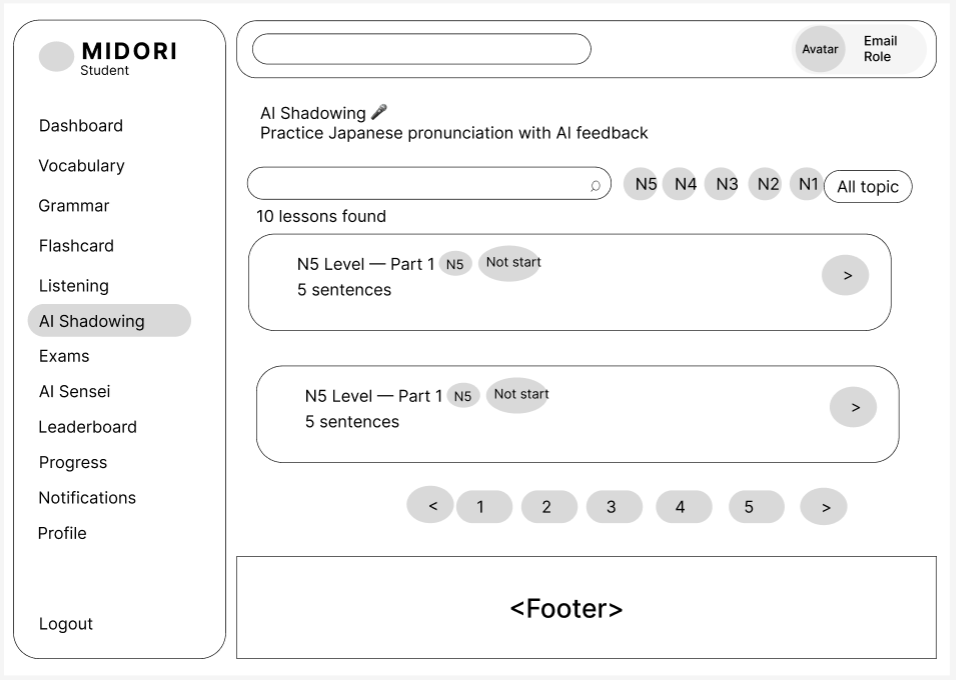 MIDORI
Student
Dashboard
Vocabulary
Grammar
Flashcard
Listening
AI Shadowing
Exams
AI Sensei
Leaderboard
Progress
Notifications
Profile
Logout
Avatar
Email
Role
AI Shadowing 🎤
Practice Japanese pronunciation with AI feedback
N5 N4 N3 N2 N1 All topic
10 lessons found
N5 Level — Part 1 N5 Not start
5 sentences
>
N5 Level — Part 1 N5 Not start
5 sentences
>
< 1 2 3 4 5 >
<Footer>